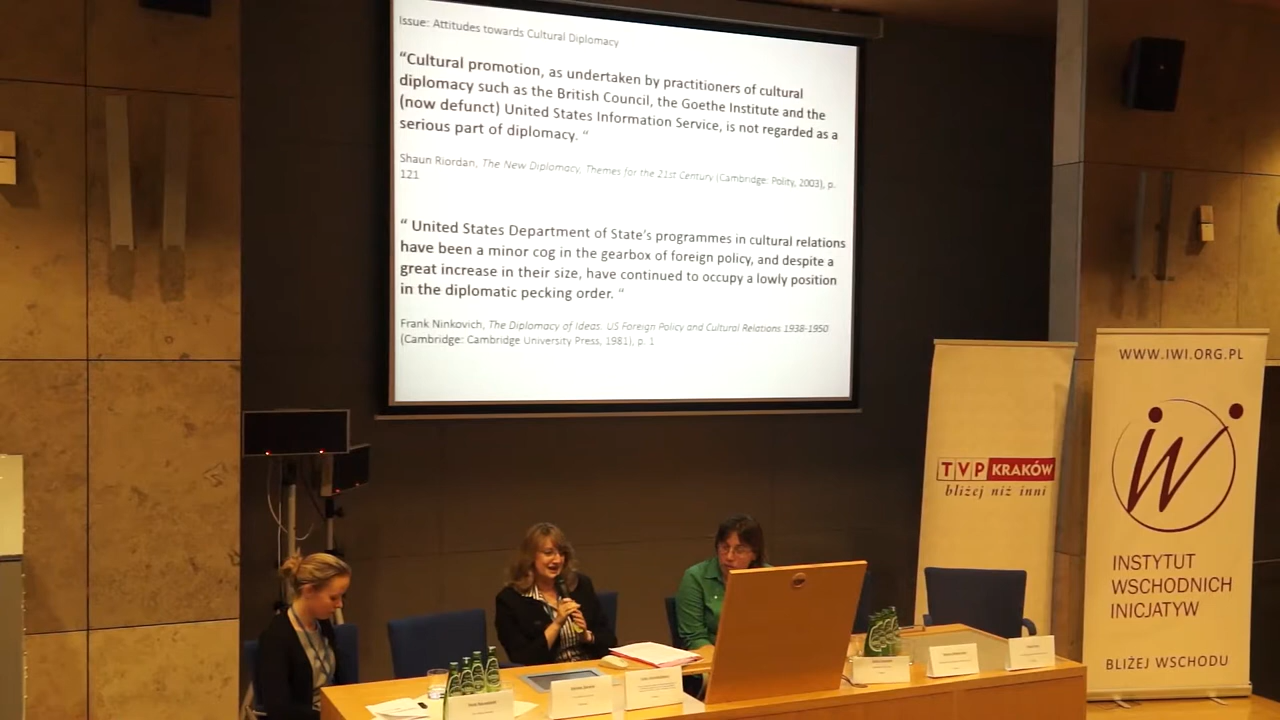 Issue: Attitudes towards Cultural Diplomacy
“Cultural promotion, as undertaken by practitioners of cultural
diplomacy such as the British Council, the Goethe Institute and the
(now defunct) United States Information Service, is not regarded as a
serious part of diplomacy. “
Shaun Riordan, The New Diplomacy, Themes for the 21st Century (Cambridge: Polity, 2003), p.
121
“ United States Department of State’s programmes in cultural relations
have been a minor cog in the gearbox of foreign policy, and despite a
great increase in their size, have continued to occupy a lowly position
in the diplomatic pecking order. “
Frank Ninkovich, The Diplomacy of Ideas. US Foreign Policy and Cultural Relations 1938-1950
(Cambridge: Cambridge University Press, 1981), p. 1
TVP KRAKÓW
bliżej niż inni
WWW.IWI.ORG.PL
iwi
INSTYTUT
WSCHODNICH
INICJATYW
BLIŻEJ WSCHODU